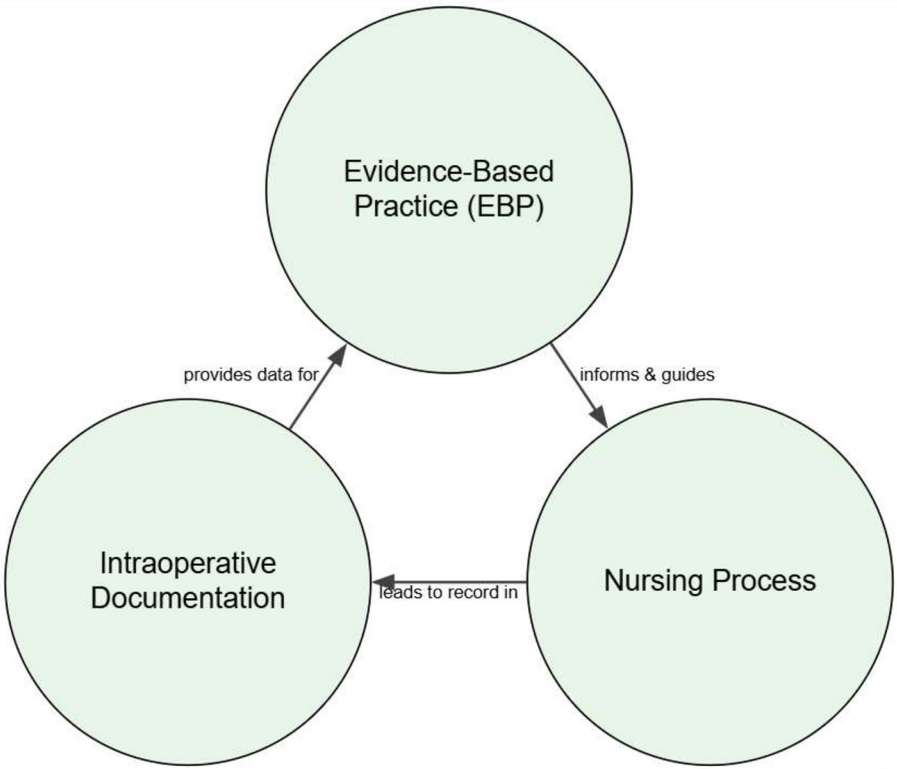 Evidence-Based
Practice (EBP)
provides data for
informs & guides
Intraoperative
Documentation
leads to record in
Nursing Process